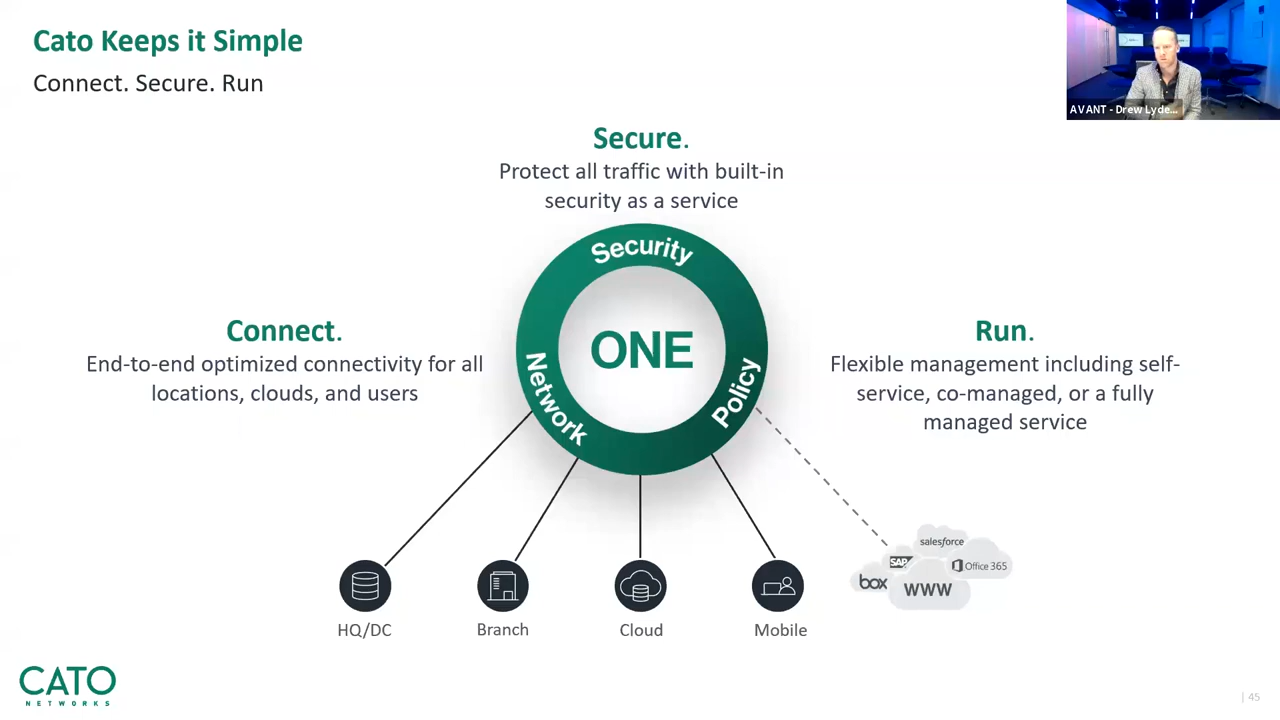 Cato Keeps it Simple
Connect. Secure. Run
AVANT - Drew Lyde...
Secure.
Protect all traffic with built-in
security as a service
Security
Network
Policy
ONE
Connect.
End-to-end optimized connectivity for all
locations, clouds, and users
Run.
Flexible management including self-
service, co-managed, or a fully
managed service
HQ/DC
Branch
Cloud
Mobile
salesforce
SAP
Office 365
box
WWW
CATO
NETWORKS
| 45